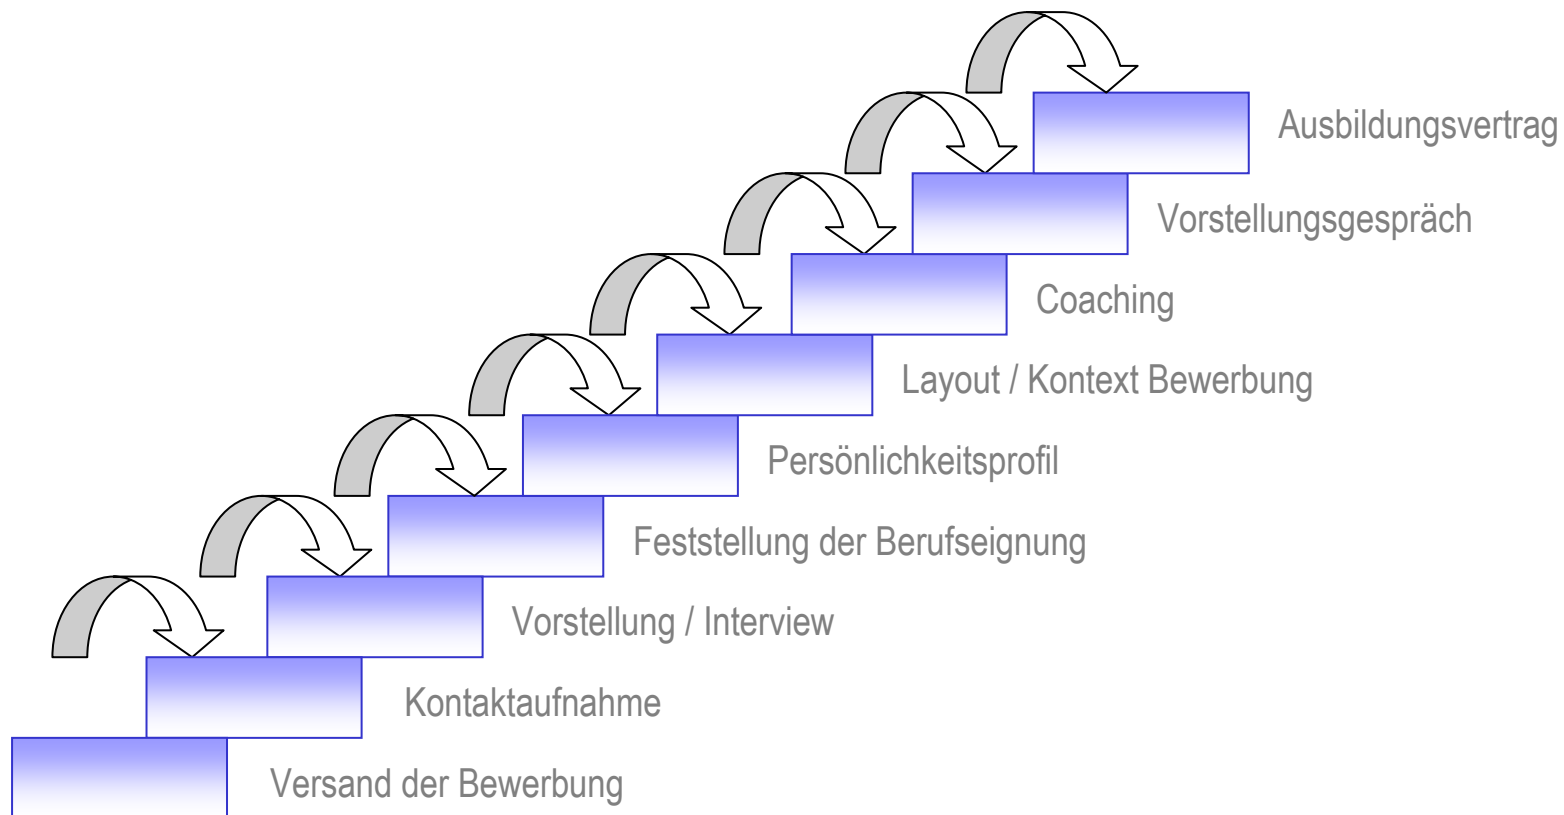 Ausbildungsvertrag
Vorstellungsgespräch
Coaching
Layout / Kontext Bewerbung
Persönlichkeitsprofil
Feststellung der Berufseignung
Vorstellung / Interview
Kontaktaufnahme
Versand der Bewerbung